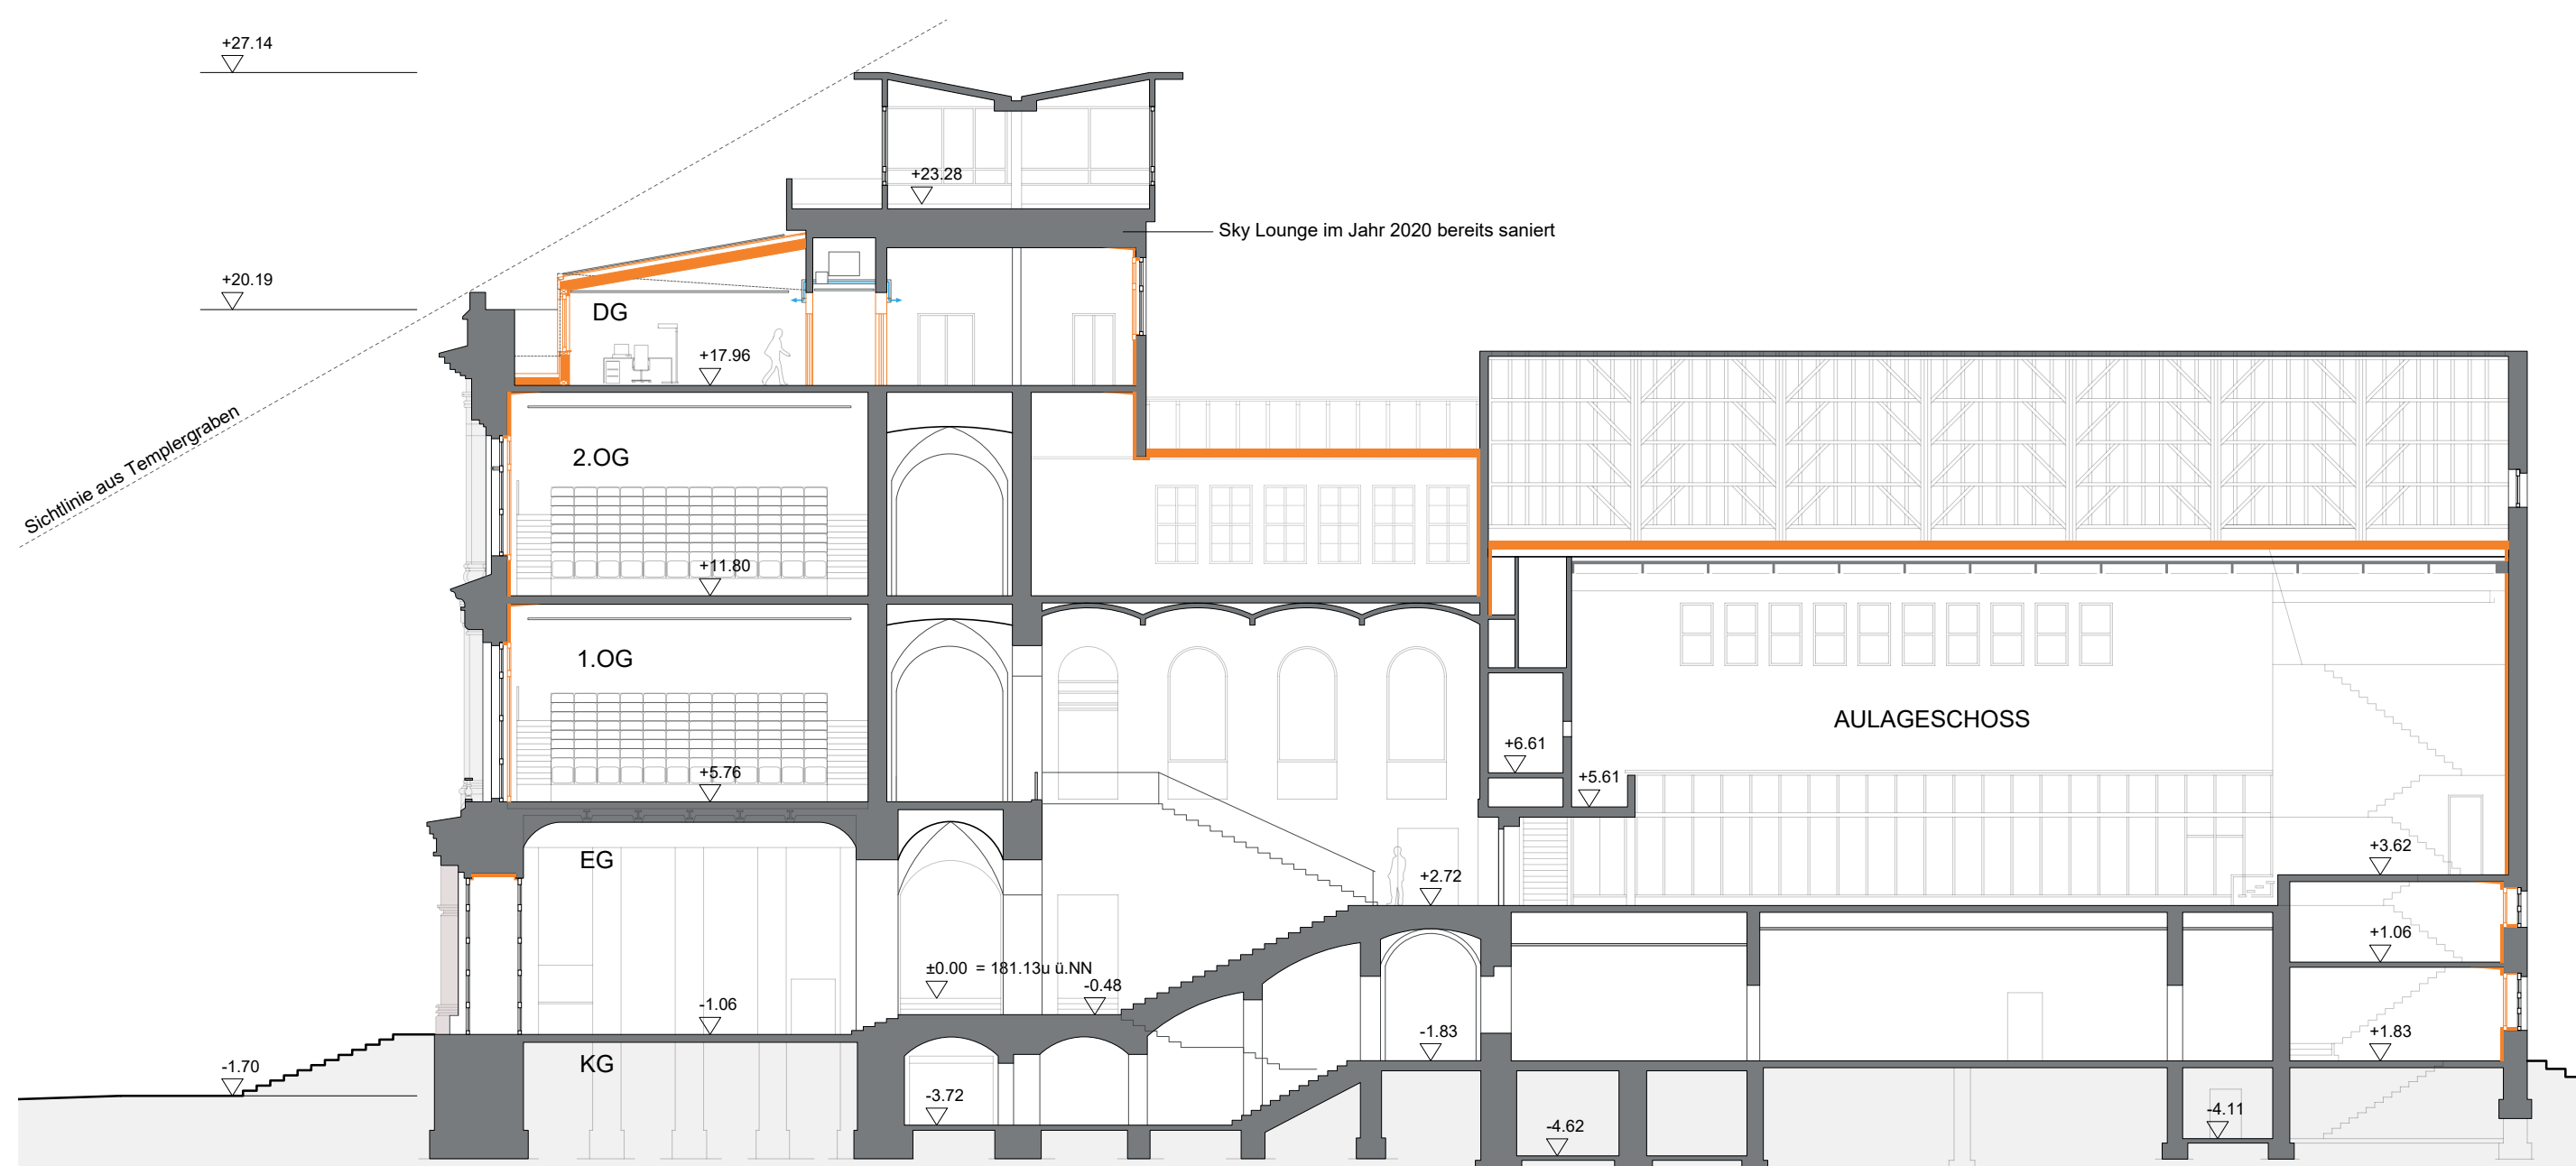 +27.14
+23.28
Sky Lounge im Jahr 2020 bereits saniert
+20.19
DG
+17.96
Sichtlinie aus Templergraben
2.OG
+11.80
1.OG
AULAGESCHOSS
+6.61
+5.76
+5.61
EG
+3.62
+2.72
+1.06
±0.00 = 181.13u ü.NN
-0.48
-1.06
-1.83
+1.83
KG
-1.70
-3.72
-4.11
-4.62